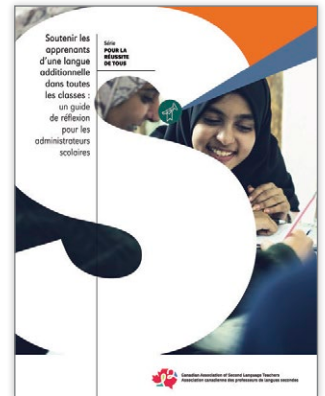 Soutenir les
apprenants
d'une langue
additionnelle
dans toutes
les classes :
un guide
de réflexion
pour les
administrateurs
scolaires
Série
POUR LA
RÉUSSITE
DE TOUS
Canadian Association of Second Language Teachers
Association canadienne des professeurs de langues secondes